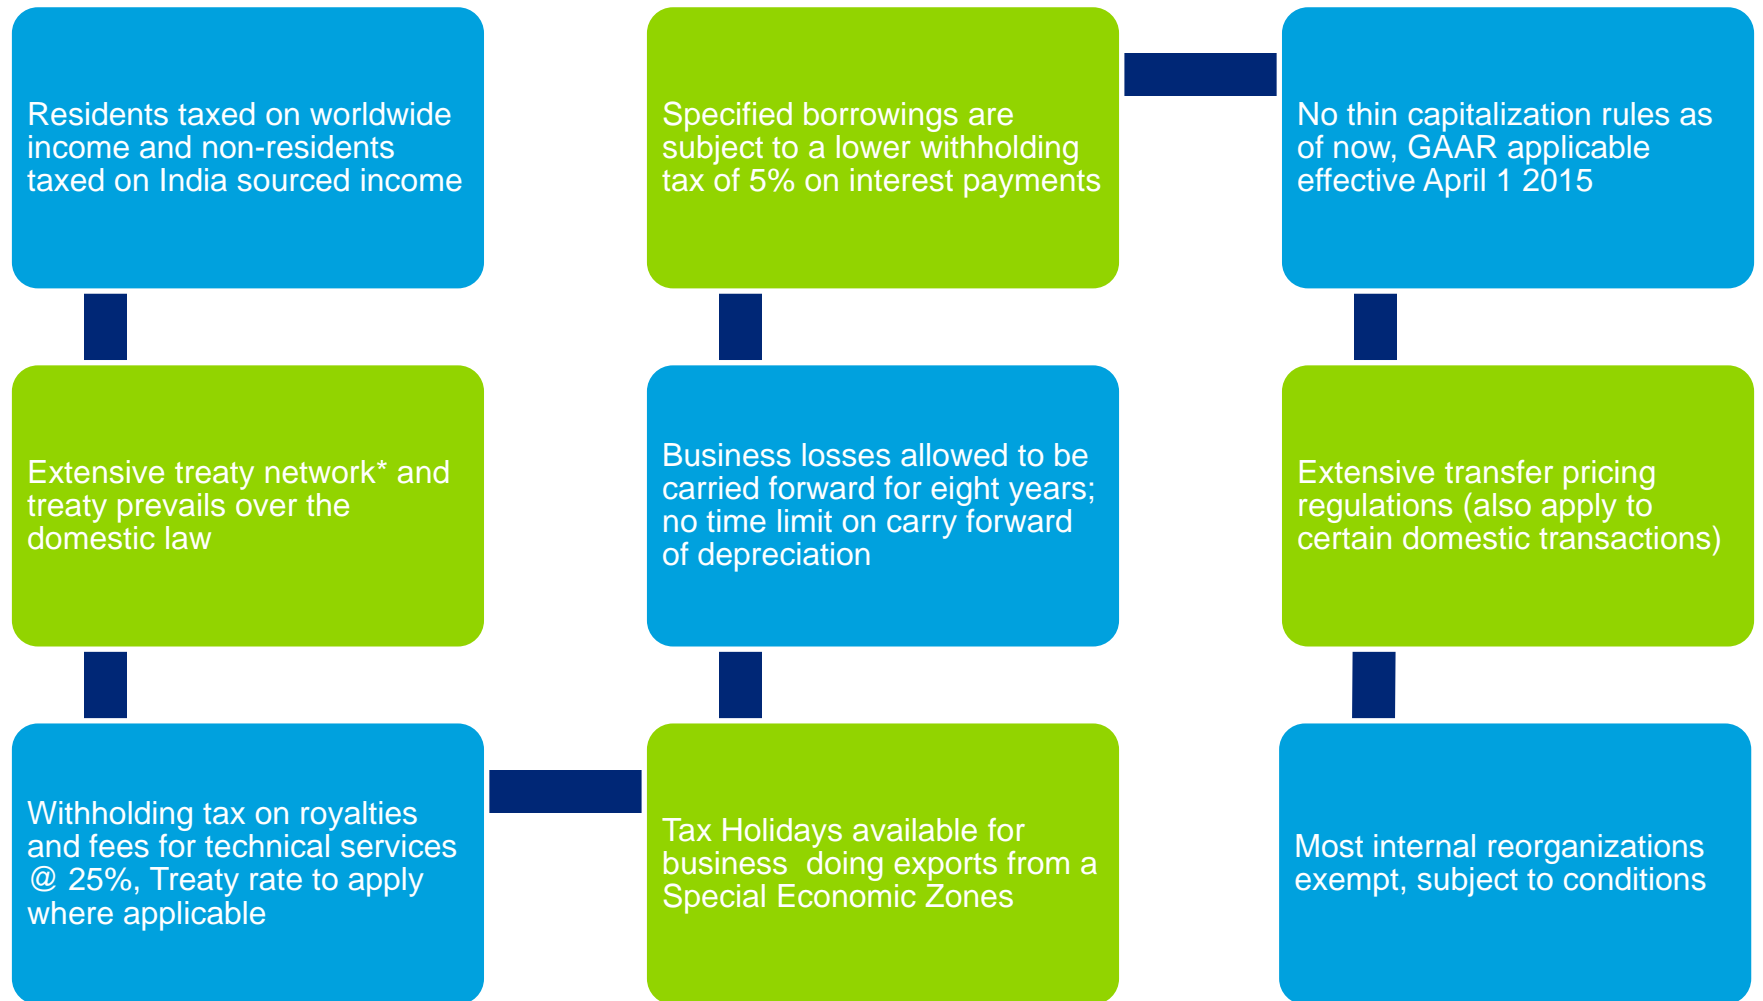 Residents taxed on worldwide
income and non-residents
taxed on India sourced income
Extensive treaty network* and
treaty prevails over the
domestic law
Withholding tax on royalties
and fees for technical services
@ 25%, Treaty rate to apply
where applicable
Tax Holidays available for
business  doing exports from a
Special Economic Zones
Business losses allowed to be
carried forward for eight years;
no time limit on carry forward
of depreciation
Specified borrowings are
subject to a lower withholding
tax of 5% on interest payments
No thin capitalization rules as
of now, GAAR applicable
effective April 1 2015
Extensive transfer pricing
regulations (also apply to
certain domestic transactions)
Most internal reorganizations
exempt, subject to conditions